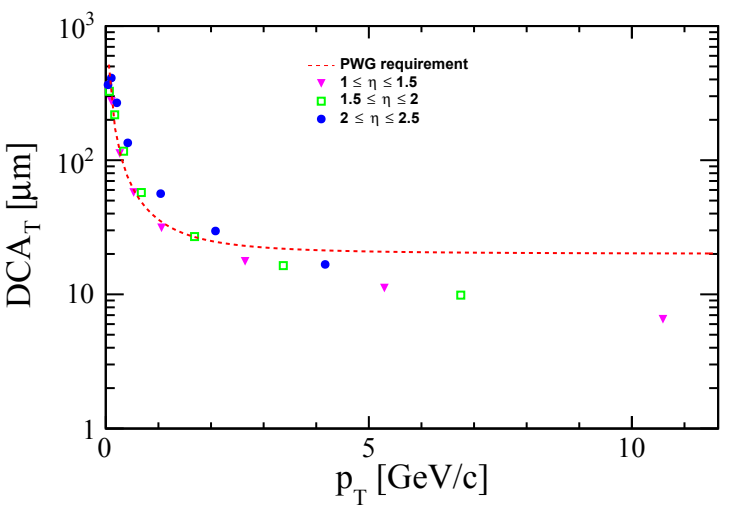 10³
PWG requirement
1 ≤ η ≤ 1.5
1.5 ≤ η ≤ 2
2 ≤ η ≤ 2.5
10²
DCA_T [μm]
10
1
0
5
10
p_T [GeV/c]